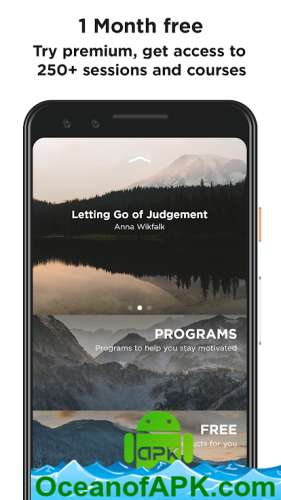 1 Month free
Try premium, get access to
250+ sessions and courses
Letting Go of Judgement
Anna Wikfalk
PROGRAMS
Programs to help you stay motivated
FREE
cts for you
apk
OceanofAPK.com